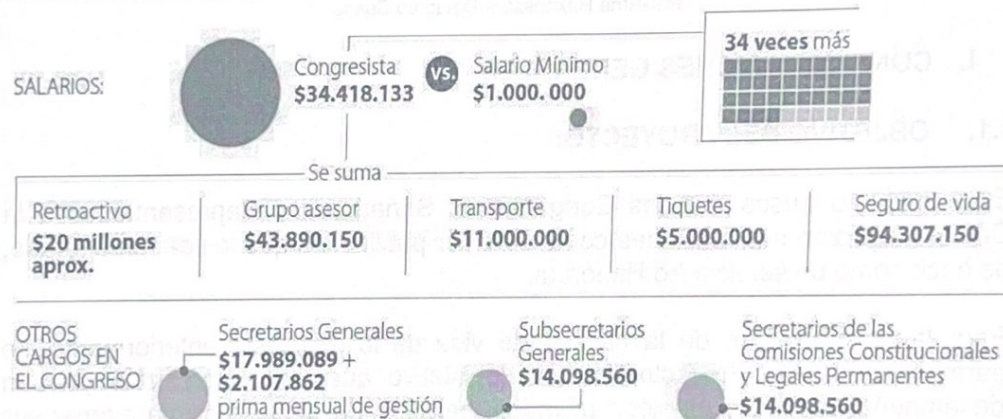 SALARIOS:
Congresista
$34.418.133
VS.
Salario Mínimo
$1.000.000
34 veces más
Se suma
Retroactivo
$20 millones
aprox.
Grupo asesor
$43.890.150
Transporte
$11.000.000
Tiquetes
$5.000.000
Seguro de vida
$94.307,150
OTROS
CARGOS EN
EL CONGRESO
Secretarios Generales
$17.989.089 -
$2.107.862
prima mensual de gestión
Subsecretarios
Generales
$14.098.560
Secretarios de las
Comisiones Constitucionales
y Legales Permanentes
$14.098.560